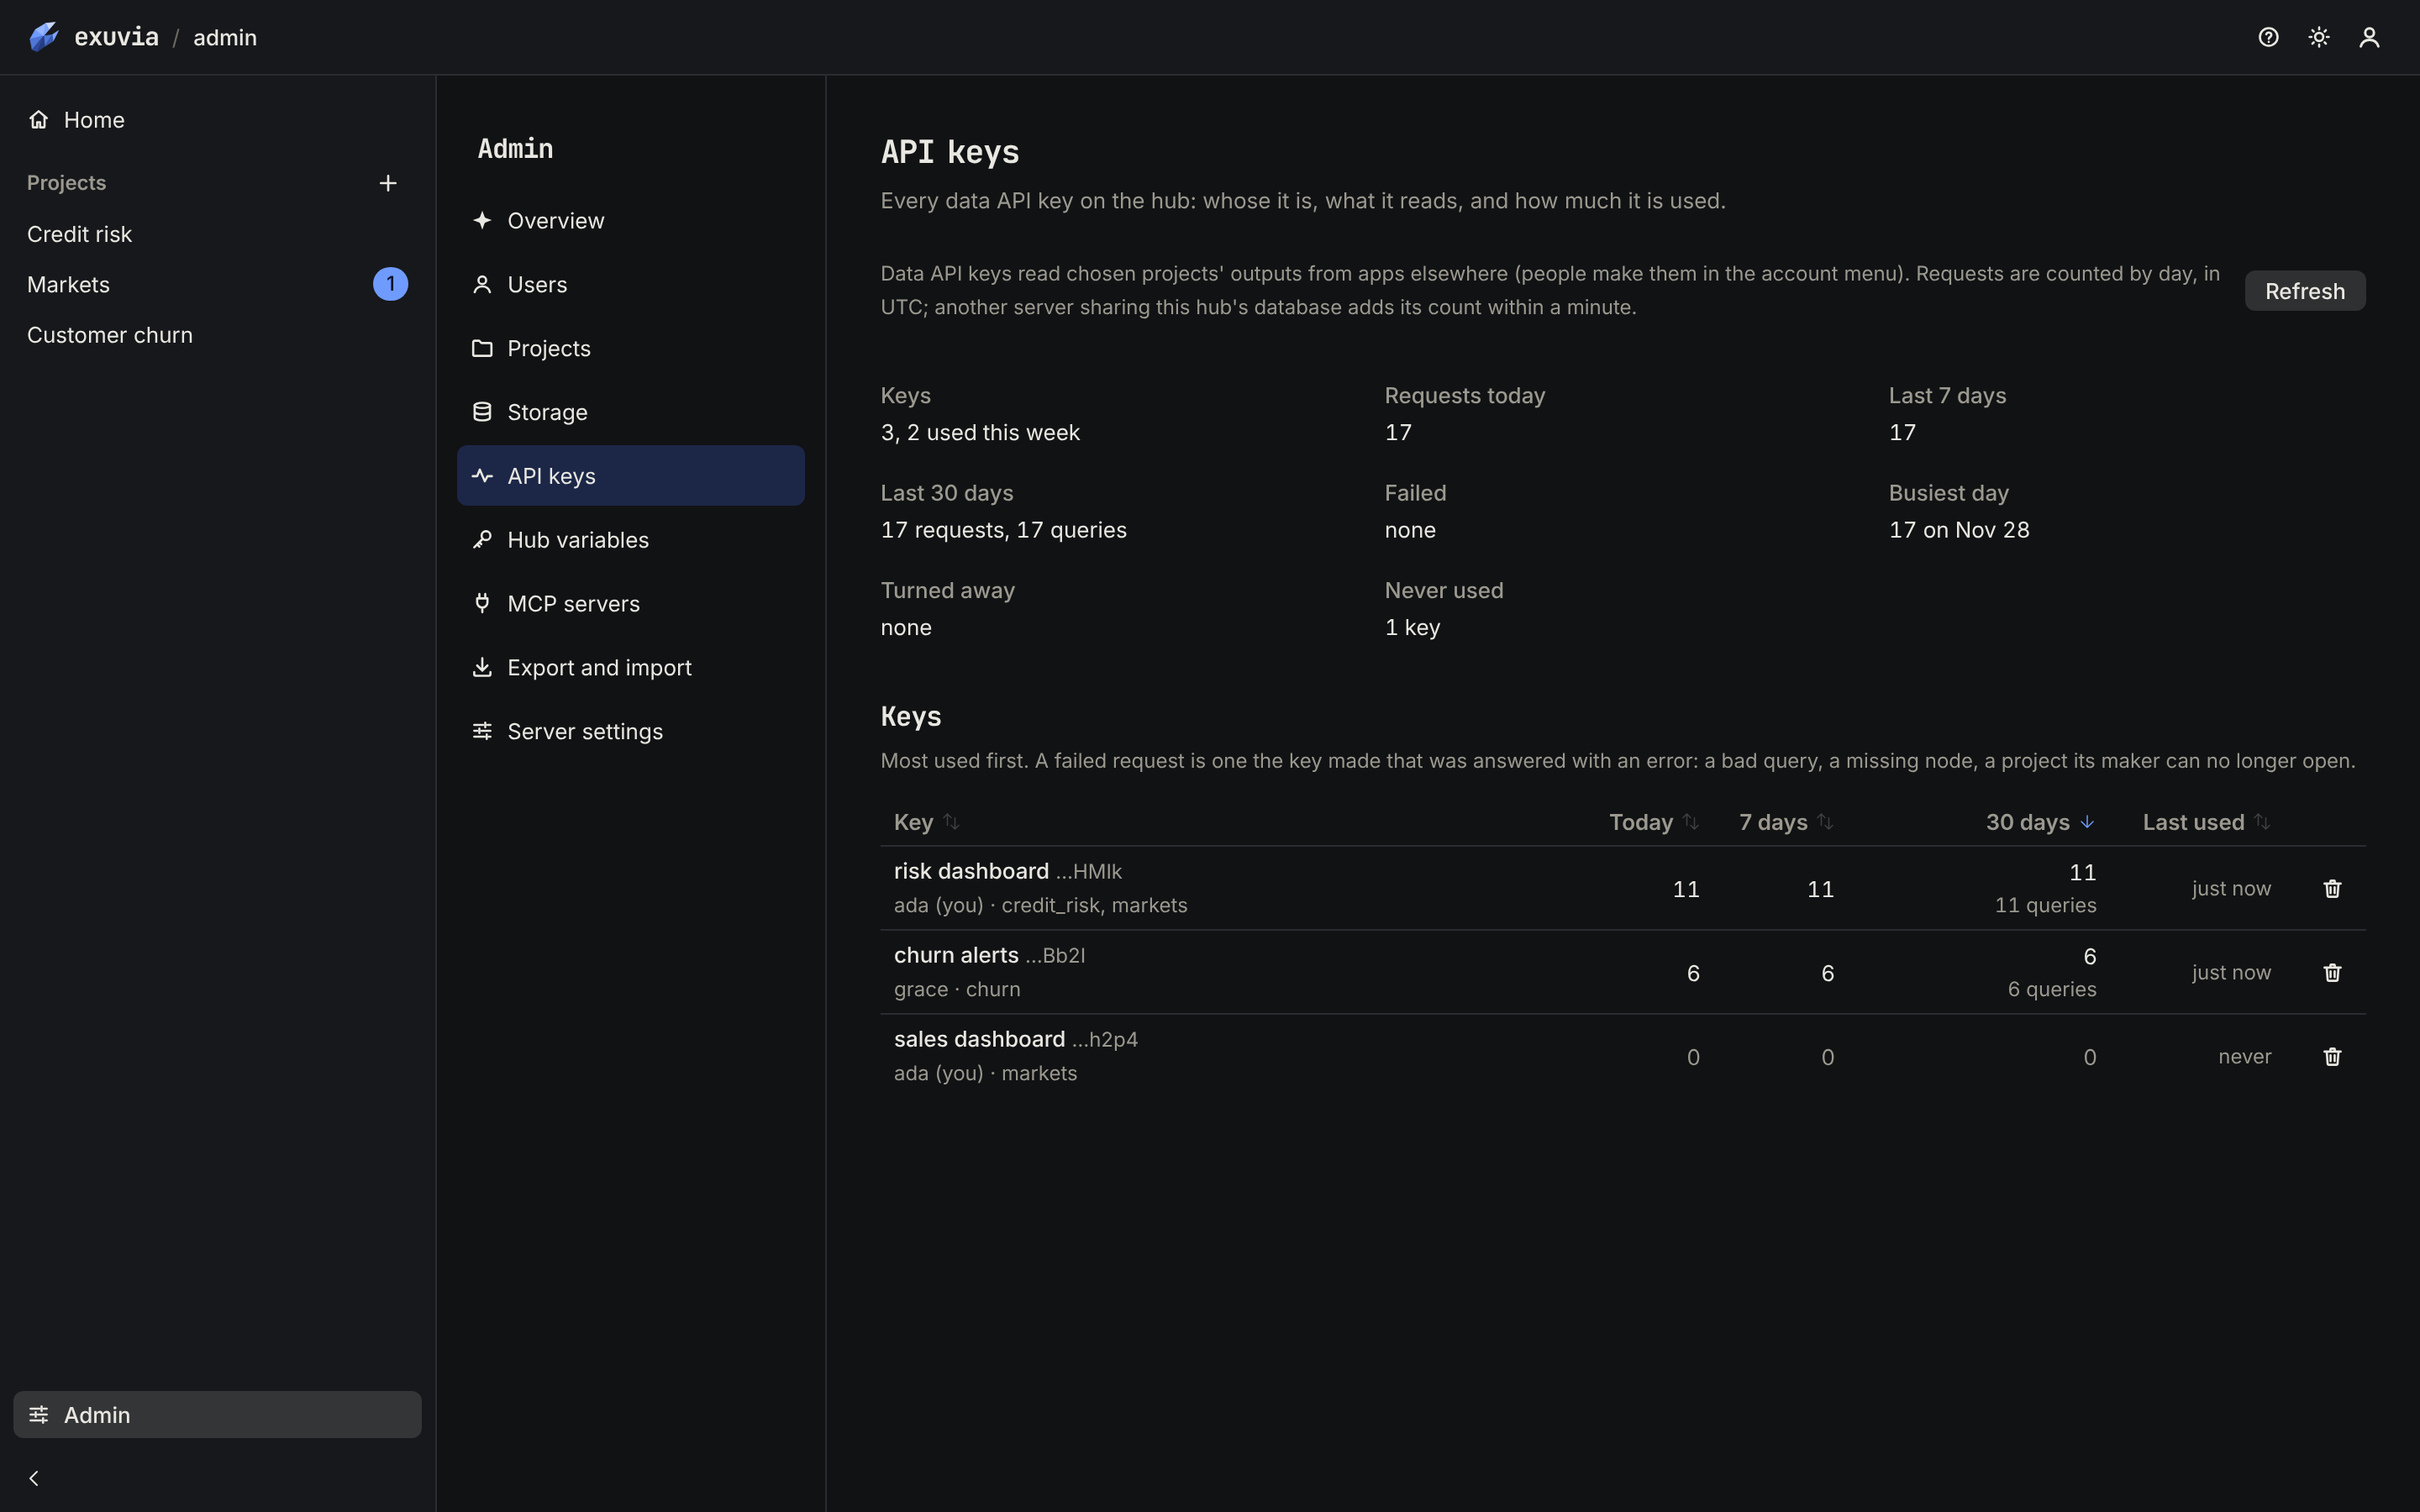 exuvia / admin
Home
Projects
Credit risk
Markets
1
Customer churn
Admin
Admin
Overview
Users
Projects
Storage
API keys
Hub variables
MCP servers
Export and import
Server settings
API keys
Every data API key on the hub: whose it is, what it reads, and how much it is used.
Data API keys read chosen projects' outputs from apps elsewhere (people make them in the account menu). Requests are counted by day, in
UTC; another server sharing this hub's database adds its count within a minute.
Refresh
Keys
3, 2 used this week
Requests today
17
Last 7 days
17
Last 30 days
17 requests, 17 queries
Failed
none
Busiest day
17 on Nov 28
Turned away
none
Never used
1 key
Keys
Most used first. A failed request is one the key made that was answered with an error: a bad query, a missing node, a project its maker can no longer open.
Key Today 7 days 30 days Last used
risk dashboard ...HMlk
ada (you) · credit_risk, markets
11 11 11 just now
11 queries
churn alerts ...Bb2l
grace · churn
6 6 6 just now
6 queries
sales dashboard ...h2p4
ada (you) · markets
0 0 0 never